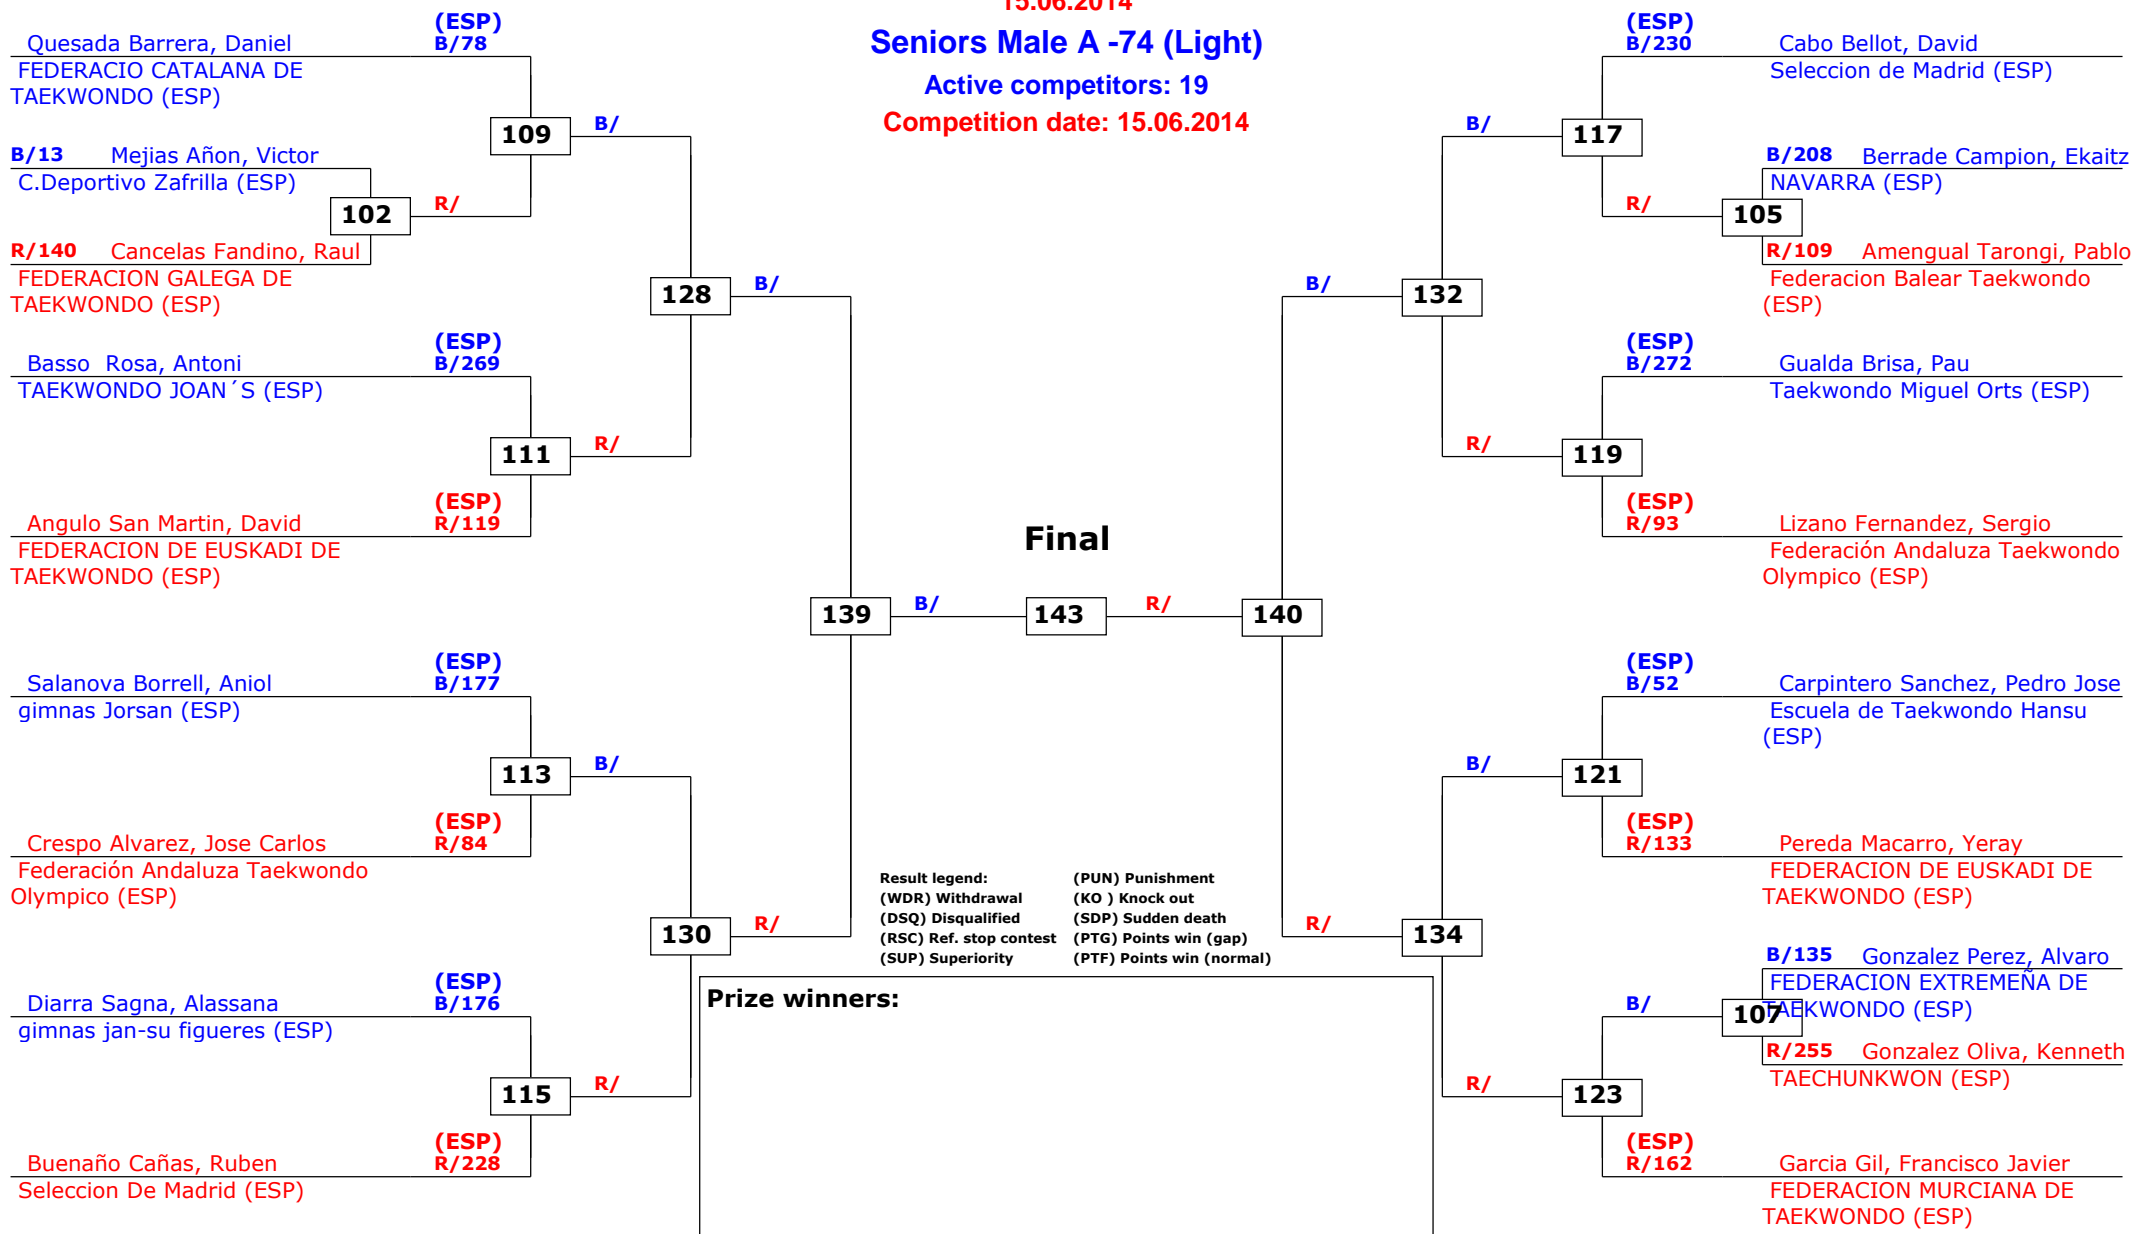 15.06.2014
Seniors Male A -74 (Light)
Active competitors: 19
Competition date: 15.06.2014
(ESP)
Quesada Barrera, Daniel B/78
FEDERACIO CATALANA DE
TAEKWONDO (ESP)
109 B/
B/13 Mejias Añon, Victor
C.Deportivo Zafrilla (ESP)
102 R/
R/140 Cancelas Fandino, Raul
FEDERACION GALEGA DE
TAEKWONDO (ESP)
128 B/
(ESP)
Basso  Rosa, Antoni B/269
TAEKWONDO JOAN´S (ESP)
111 R/
(ESP)
Angulo San Martin, David R/119
FEDERACION DE EUSKADI DE
TAEKWONDO (ESP)
139 B/
(ESP)
Salanova Borrell, Aniol B/177
gimnas Jorsan (ESP)
113 B/
(ESP)
Crespo Alvarez, Jose Carlos R/84
Federación Andaluza Taekwondo
Olympico (ESP)
130 R/
(ESP)
Diarra Sagna, Alassana B/176
gimnas jan-su figueres (ESP)
115 R/
(ESP)
Buenaño Cañas, Ruben R/228
Seleccion De Madrid (ESP)
Final
143
(ESP)
B/230 Cabo Bellot, David
Seleccion de Madrid (ESP)
B/ 117
B/208 Berrade Campion, Ekaitz
NAVARRA (ESP)
R/ 105
R/109 Amengual Tarongi, Pablo
Federacion Balear Taekwondo
(ESP)
B/ 132
(ESP)
B/272 Gualda Brisa, Pau
Taekwondo Miguel Orts (ESP)
R/ 119
(ESP)
R/93 Lizano Fernandez, Sergio
Federación Andaluza Taekwondo
Olympico (ESP)
R/ 140
(ESP)
B/52 Carpintero Sanchez, Pedro Jose
Escuela de Taekwondo Hansu
(ESP)
B/ 121
(ESP)
R/133 Pereda Macarro, Yeray
FEDERACION DE EUSKADI DE
TAEKWONDO (ESP)
R/ 134
B/135 Gonzalez Perez, Alvaro
FEDERACION EXTREMEÑA DE
TAEKWONDO (ESP)
B/ 107
R/255 Gonzalez Oliva, Kenneth
TAECHUNKWON (ESP)
R/ 123
(ESP)
R/162 Garcia Gil, Francisco Javier
FEDERACION MURCIANA DE
TAEKWONDO (ESP)
Result legend: (PUN) Punishment
(WDR) Withdrawal (KO ) Knock out
(DSQ) Disqualified (SDP) Sudden death
(RSC) Ref. stop contest (PTG) Points win (gap)
(SUP) Superiority (PTF) Points win (normal)
Prize winners: